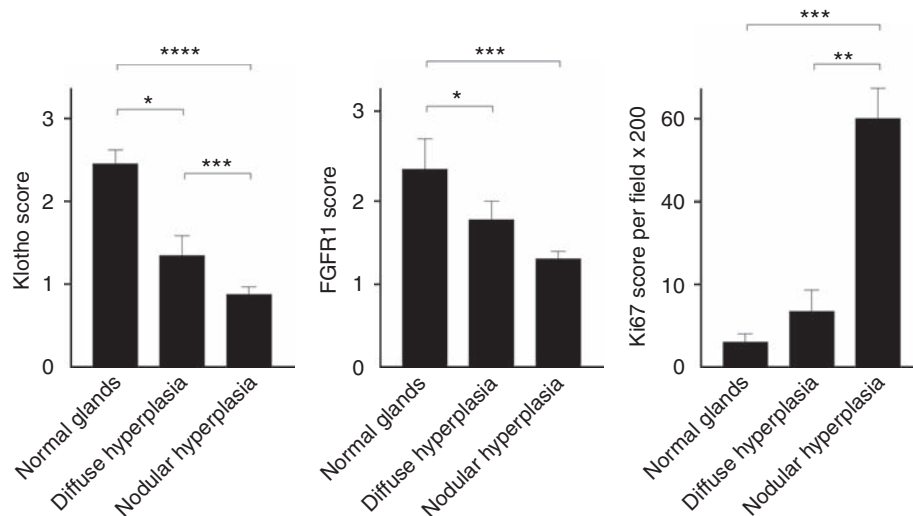 ****
*
***
3
2
1
0
Klotho score
Normal glands
Diffuse hyperplasia
Nodular hyperplasia
***
*
3
2
1
0
FGFR1 score
Normal glands
Diffuse hyperplasia
Nodular hyperplasia
***
**
60
40
10
0
Ki67 score per field x 200
Normal glands
Diffuse hyperplasia
Nodular hyperplasia